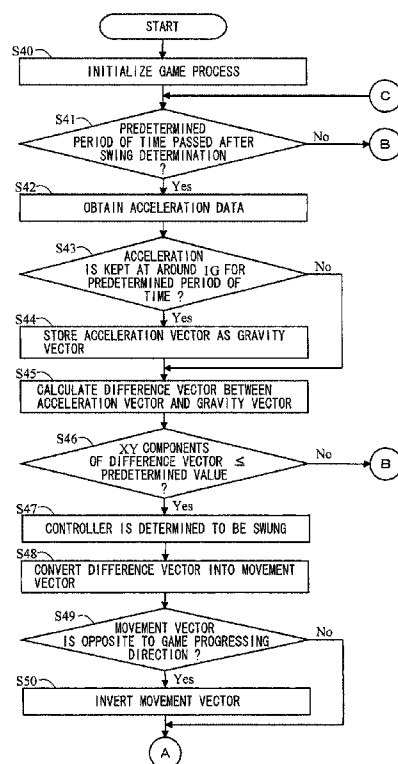 START
S40
INITIALIZE GAME PROCESS
C
S41
PREDETERMINED
PERIOD OF TIME PASSED AFTER
SWING DETERMINATION
?
No
B
Yes
S42
OBTAIN ACCELERATION DATA
S43
ACCELERATION
IS KEPT AT AROUND 1G FOR
PREDETERMINED PERIOD OF
TIME ?
No
Yes
S44
STORE ACCELERATION VECTOR AS GRAVITY
VECTOR
S45
CALCULATE DIFFERENCE VECTOR BETWEEN
ACCELERATION VECTOR AND GRAVITY VECTOR
S46
XY COMPONENTS
OF DIFFERENCE VECTOR ≤
PREDETERMINED VALUE
?
No
B
Yes
S47
CONTROLLER IS DETERMINED TO BE SWUNG
S48
CONVERT DIFFERENCE VECTOR INTO MOVEMENT
VECTOR
S49
MOVEMENT VECTOR
IS OPPOSITE TO GAME PROGRESSING
DIRECTION ?
No
Yes
S50
INVERT MOVEMENT VECTOR
A